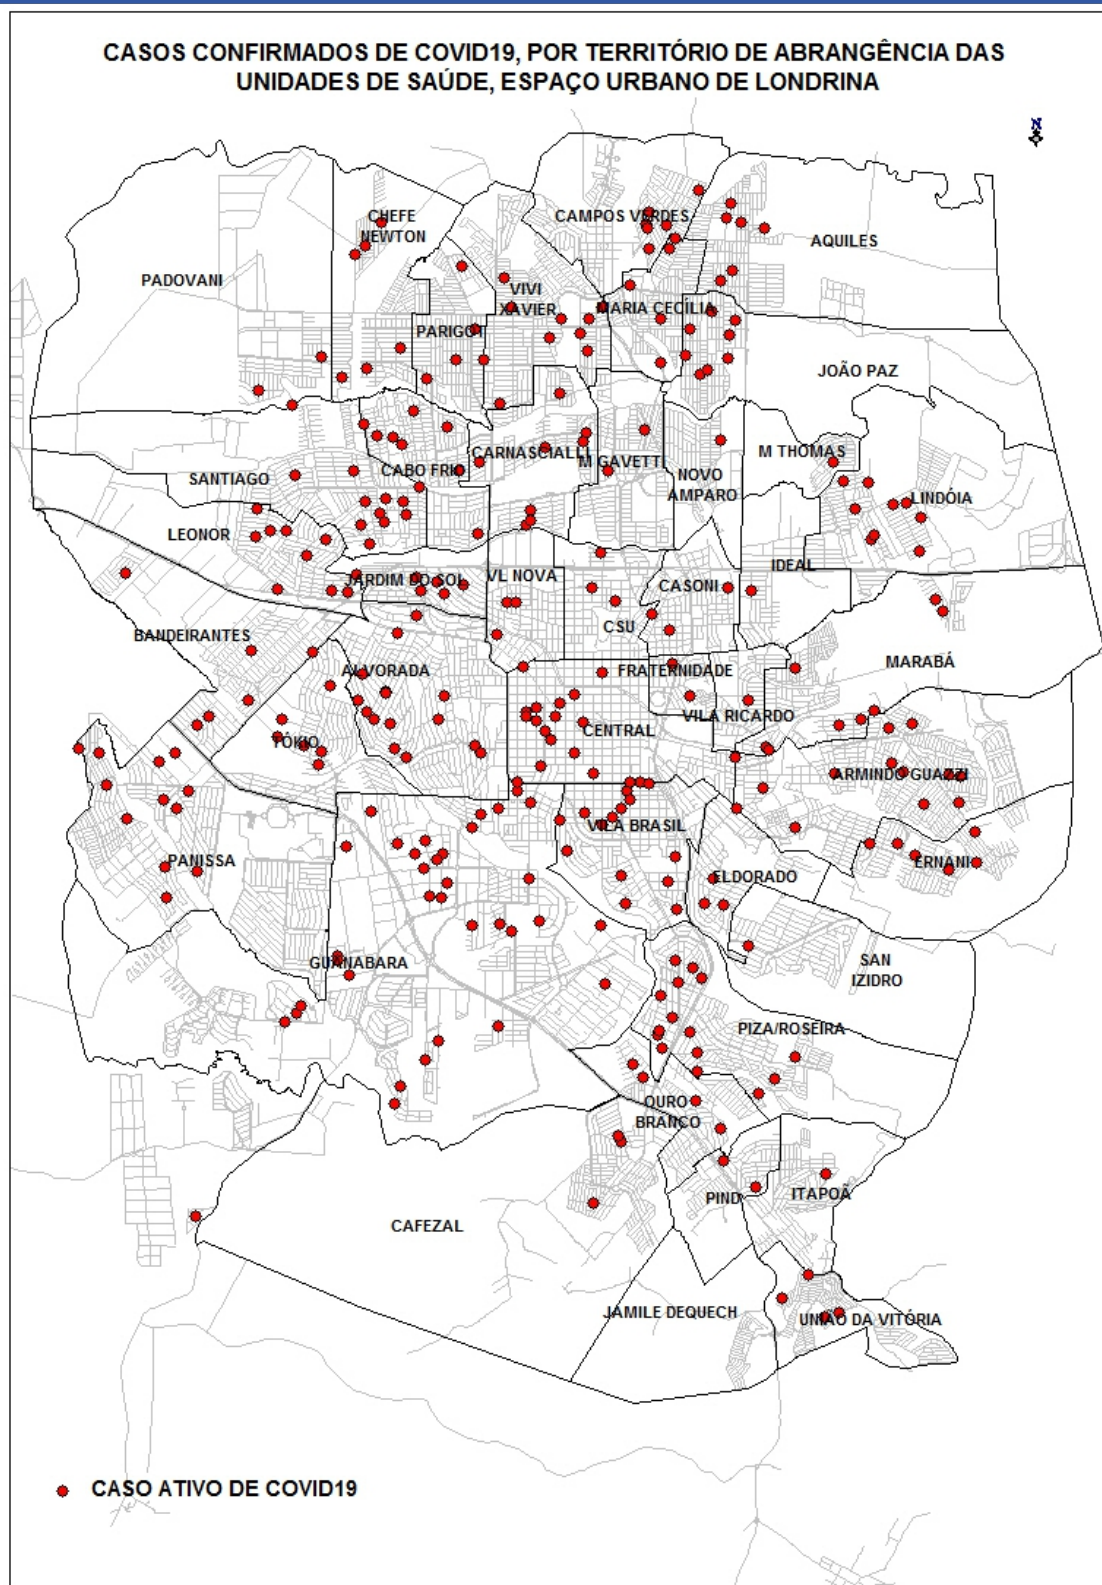 CASOS CONFIRMADOS DE COVID19, POR TERRITÓRIO DE ABRANGÊNCIA DAS
UNIDADES DE SAÚDE, ESPAÇO URBANO DE LONDRINA
N
CHEFE
NEWTON
CAMPOS VERDES
AQUILES
PADOVANI
VIVI
XAVIER
MARIA CECÍLIA
PARIGOT
JOÃO PAZ
M THOMAS
CARNASCIALLI
M GAVETTI
CABO FRIO
SANTIAGO
NOVO
AMPARO
LINDÓIA
LEONOR
IDEAL
JARDIM DO SOL
VL NOVA
CASONI
CSU
BANDEIRANTES
MARABÁ
ALVORADA
FRATERNIDADE
VILA RICARDO
CENTRAL
TÓKIO
ARMINDO GUAZZI
VILA BRASIL
PANISSA
ERNANI
ELDORADO
GUANABARA
SAN
IZIDRO
PIZA/ROSEIRA
OURO
BRANCO
PIND
ITAPOÃ
CAFEZAL
JAMILE DEQUECH
UNIÃO DA VITÓRIA
CASO ATIVO DE COVID19